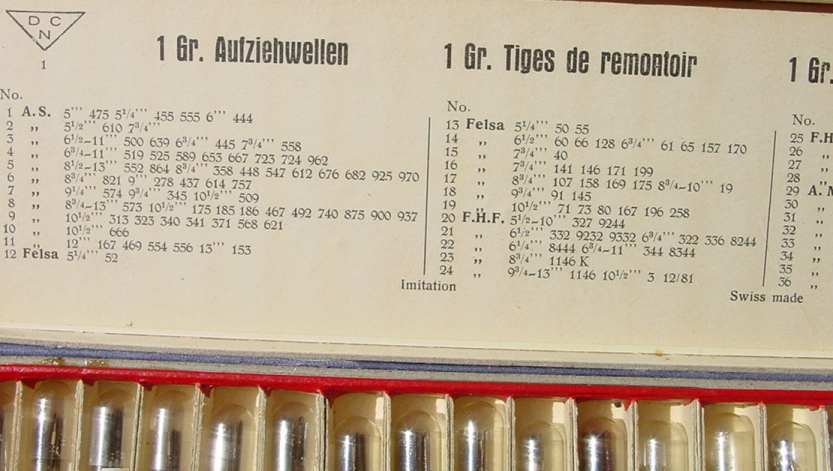 D C
N
1
1 Gr. Aufziehwellen
No.
1 A.S. 5''' 475 5¹/₄''' 455 555 6''' 444
2 „ 5¹/₂''' 610 7³/₄'''
3 „ 6¹/₂–11''' 500 639 6³/₄''' 445 7³/₄''' 558
4 „ 6³/₄–11''' 519 525 589 653 667 723 724 962
5 „ 8¹/₂–13''' 552 864 8³/₄''' 358 448 547 612 676 682 925 970
6 „ 8³/₄''' 821 9''' 278 437 614 757
7 „ 9¹/₄''' 574 9³/₄''' 345 10¹/₂''' 509
8 „ 8³/₄–13''' 573 10¹/₂''' 175 185 186 467 492 740 875 900 937
9 „ 10¹/₂''' 313 323 340 341 371 568 621
10 „ 10¹/₂''' 666
11 „ 12''' 167 469 554 556 13''' 153
12 Felsa 5¹/₄''' 52
1 Gr. Tiges de remontoir
No.
13 Felsa 5¹/₄''' 50 55
14 „ 6¹/₂''' 60 66 128 6³/₄''' 61 65 157 170
15 „ 7³/₄''' 40
16 „ 7³/₄''' 141 146 171 199
17 „ 8³/₄''' 107 158 169 175 8³/₄–10''' 19
18 „ 9³/₄''' 91 145
19 „ 10¹/₂''' 71 73 80 167 196 258
20 F.H.F. 5¹/₂–10''' 327 9244
21 „ 6¹/₂''' 332 9232 9332 6³/₄''' 322 336 8244
22 „ 6¹/₄''' 8444 6³/₄–11''' 344 8344
23 „ 8³/₄''' 1146 K
24 „ 9³/₄–13''' 1146 10¹/₂''' 3 12/81
Imitation
1 Gr.
No.
25 F.H
26 „
27 „
28 „
29 A.
30 „
31 „
32 „
33 „
34 „
35 „
36 „
Swiss made